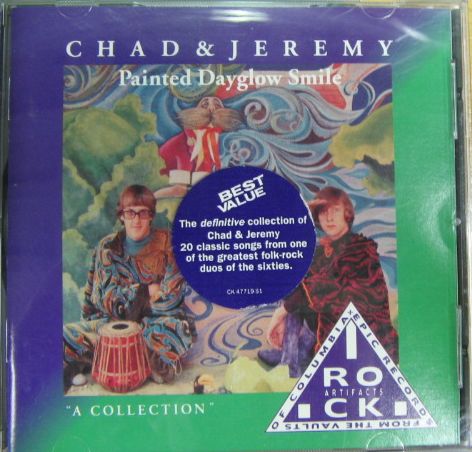 CHAD & JEREMY
Painted Dayglow Smile
BEST
VALUE
The definitive collection of
Chad & Jeremy
20 classic songs from one
of the greatest folk-rock
duos of the sixties.
CK 47719 S1
"A COLLECTION"
ROCK
ARTIFACTS
FROM THE VAULTS
OF COLUMBIA
EPIC RECORDS